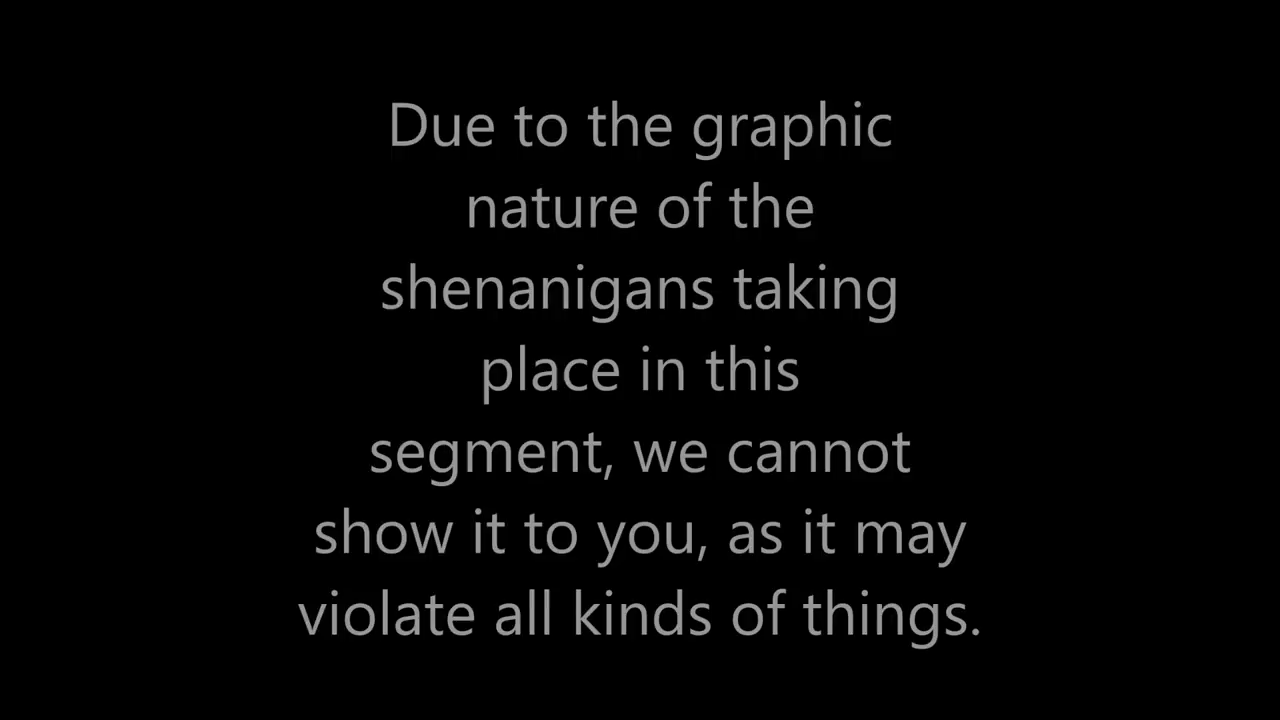 Due to the graphic
nature of the
shenanigans taking
place in this
segment, we cannot
show it to you, as it may
violate all kinds of things.